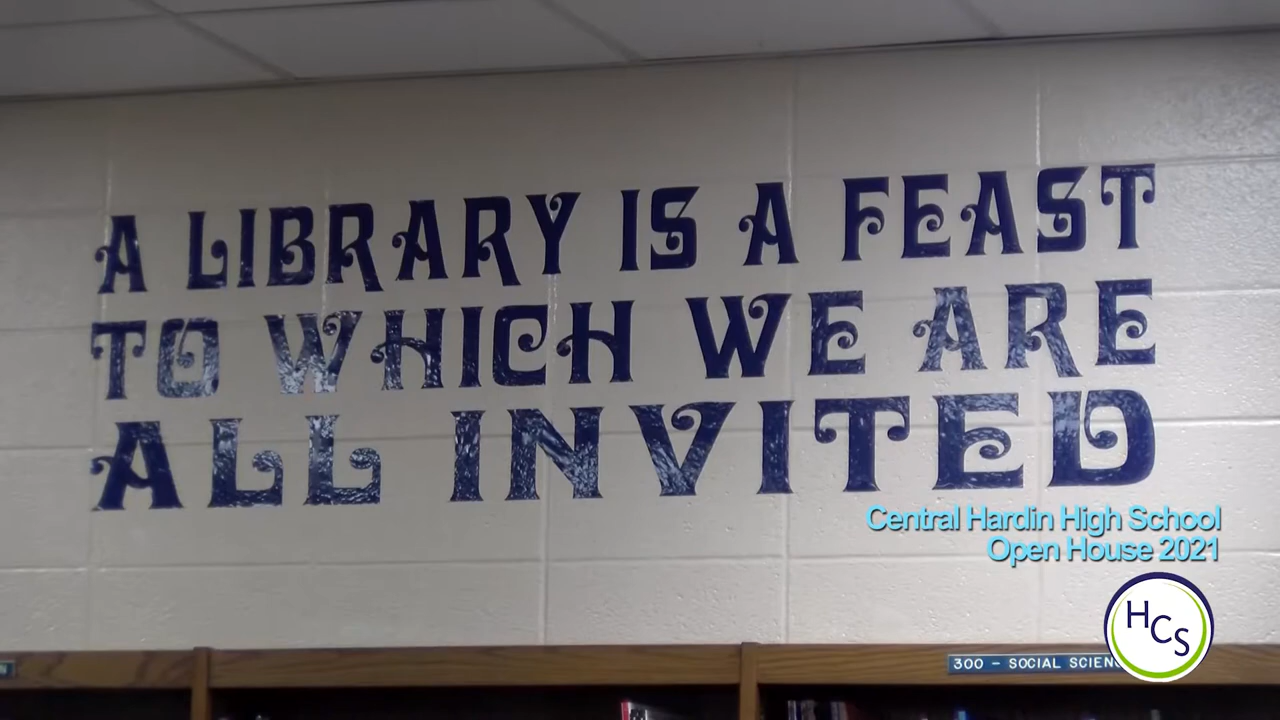 A LIBRARY IS A FEAST
TO WHICH WE ARE
ALL INVITED
Central Hardin High School
Open House 2021
HCS
300 – SOCIAL